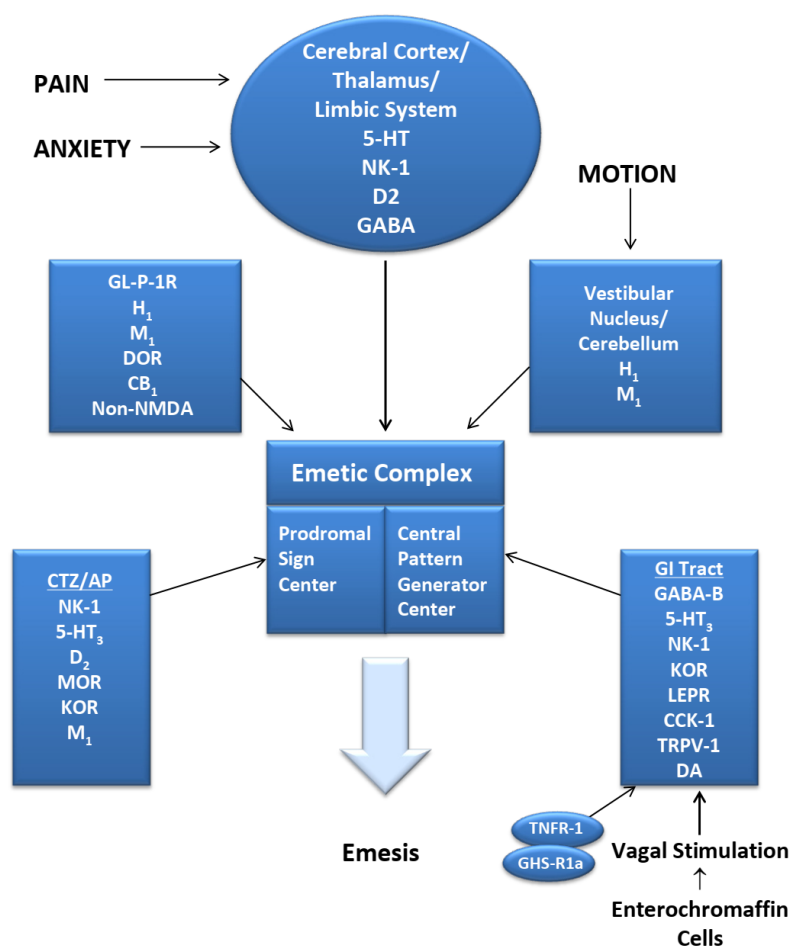 Cerebral Cortex/
Thalamus/
Limbic System
5-HT
NK-1
D2
GABA
PAIN
ANXIETY
MOTION
GL-P-1R
H₁
M₁
DOR
CB₁
Non-NMDA
Vestibular
Nucleus/
Cerebellum
H₁
M₁
Emetic Complex
Prodromal
Sign
Center
Central
Pattern
Generator
Center
CTZ/AP
NK-1
5-HT₃
D₂
MOR
KOR
M₁
GI Tract
GABA-B
5-HT₃
NK-1
KOR
LEPR
CCK-1
TRPV-1
DA
TNFR-1
GHS-R1a
Emesis
Vagal Stimulation
Enterochromaffin
Cells